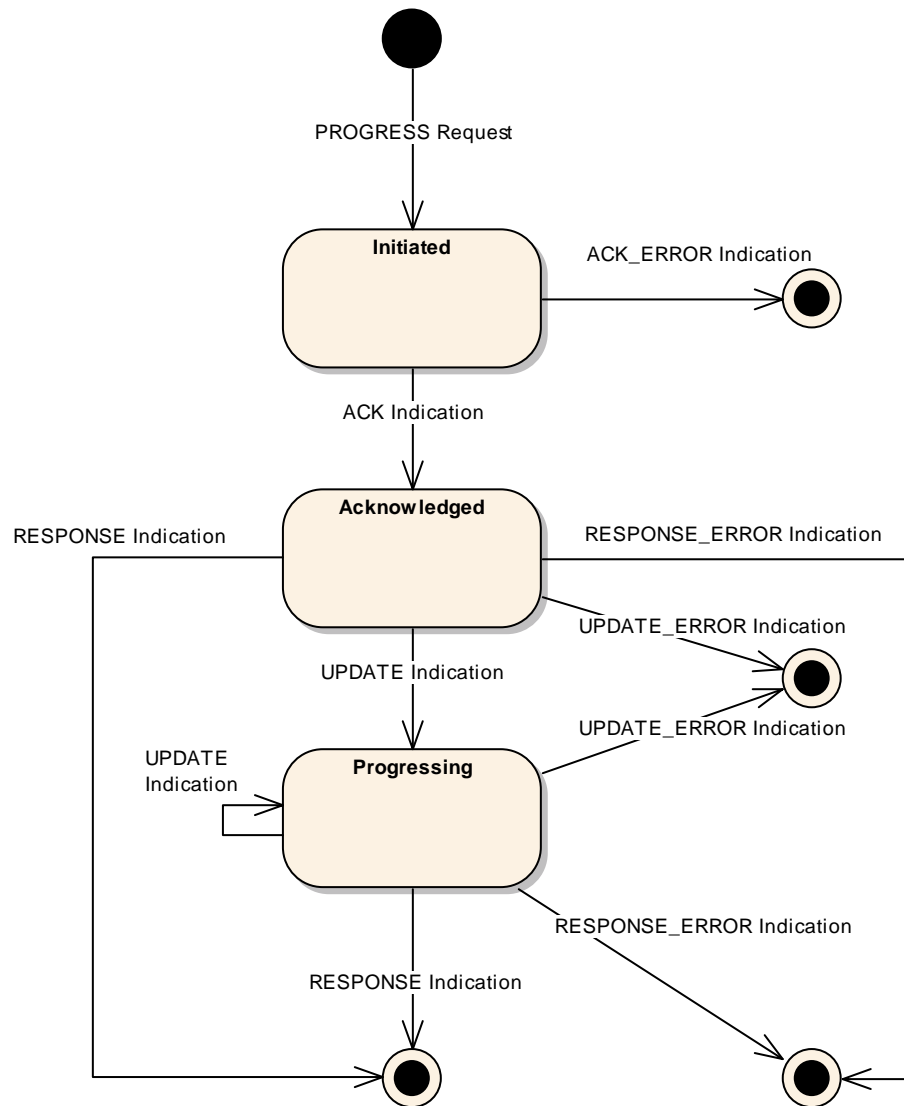 PROGRESS Request
Initiated
ACK_ERROR Indication
ACK Indication
Acknowledged
RESPONSE Indication
RESPONSE_ERROR Indication
UPDATE_ERROR Indication
UPDATE Indication
UPDATE_ERROR Indication
Progressing
UPDATE
Indication
RESPONSE_ERROR Indication
RESPONSE Indication